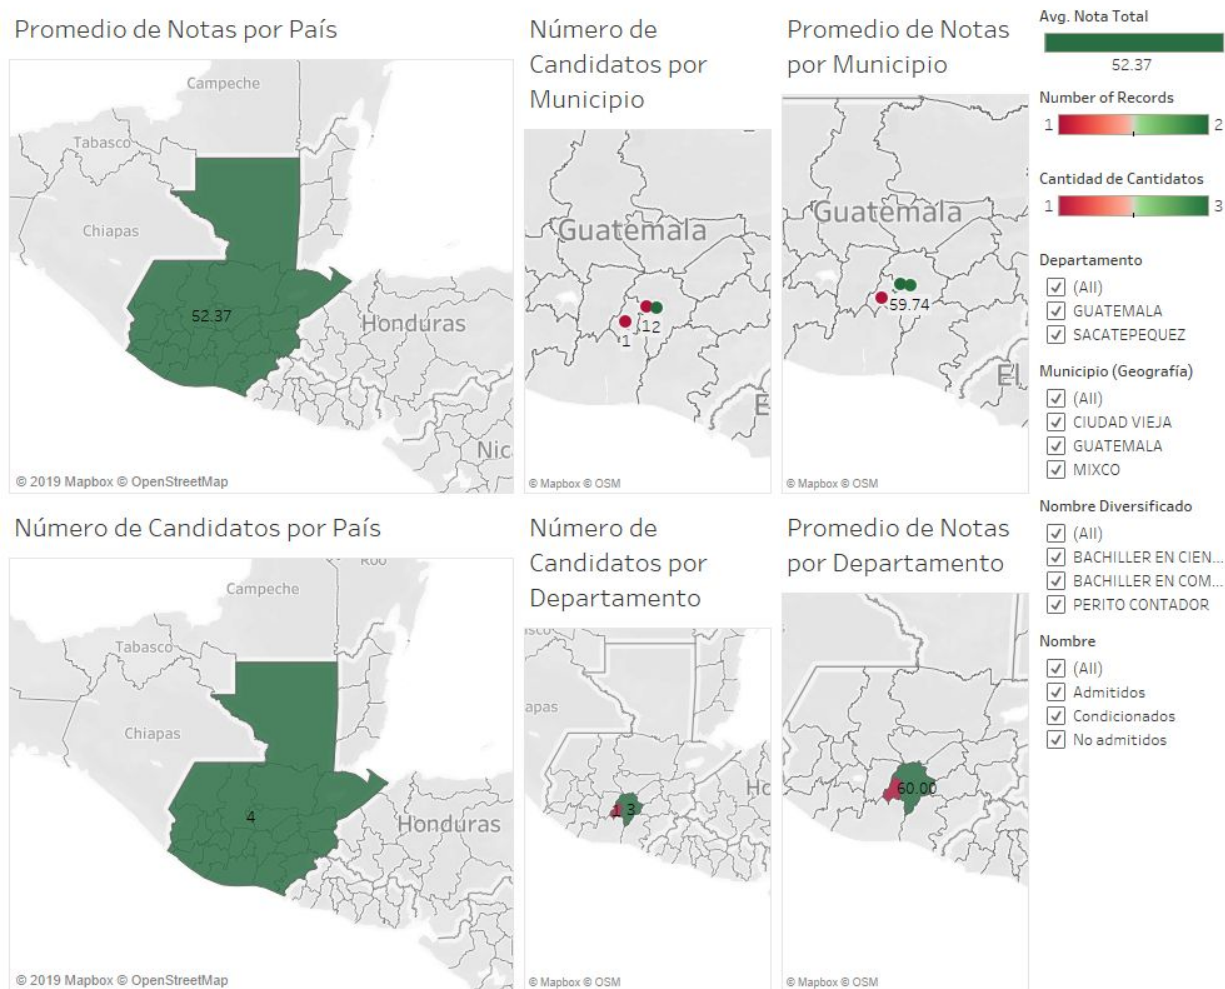 Promedio de Notas por País
Campeche
Tabasco
Chiapas
52.37
Honduras
Nic
© 2019 Mapbox © OpenStreetMap
Número de
Candidatos por
Municipio
Guatemala
12
1
E
© Mapbox © OSM
Promedio de Notas
por Municipio
Guatemala
59.74
El
© Mapbox © OSM
Avg. Nota Total
52.37
Number of Records
1 2
Cantidad de Cantidatos
1 3
Departamento
(All)
GUATEMALA
SACATEPEQUEZ
Municipio (Geografía)
(All)
CIUDAD VIEJA
GUATEMALA
MIXCO
Nombre Diversificado
(All)
BACHILLER EN CIEN...
BACHILLER EN COM...
PERITO CONTADOR
Nombre
(All)
Admitidos
Condicionados
No admitidos
Número de Candidatos por País
Campeche
Tabasco
Chiapas
4
Honduras
© 2019 Mapbox © OpenStreetMap
Número de
Candidatos por
Departamento
apas
1 3
Ho
© Mapbox © OSM
Promedio de Notas
por Departamento
60.00
© Mapbox © OSM